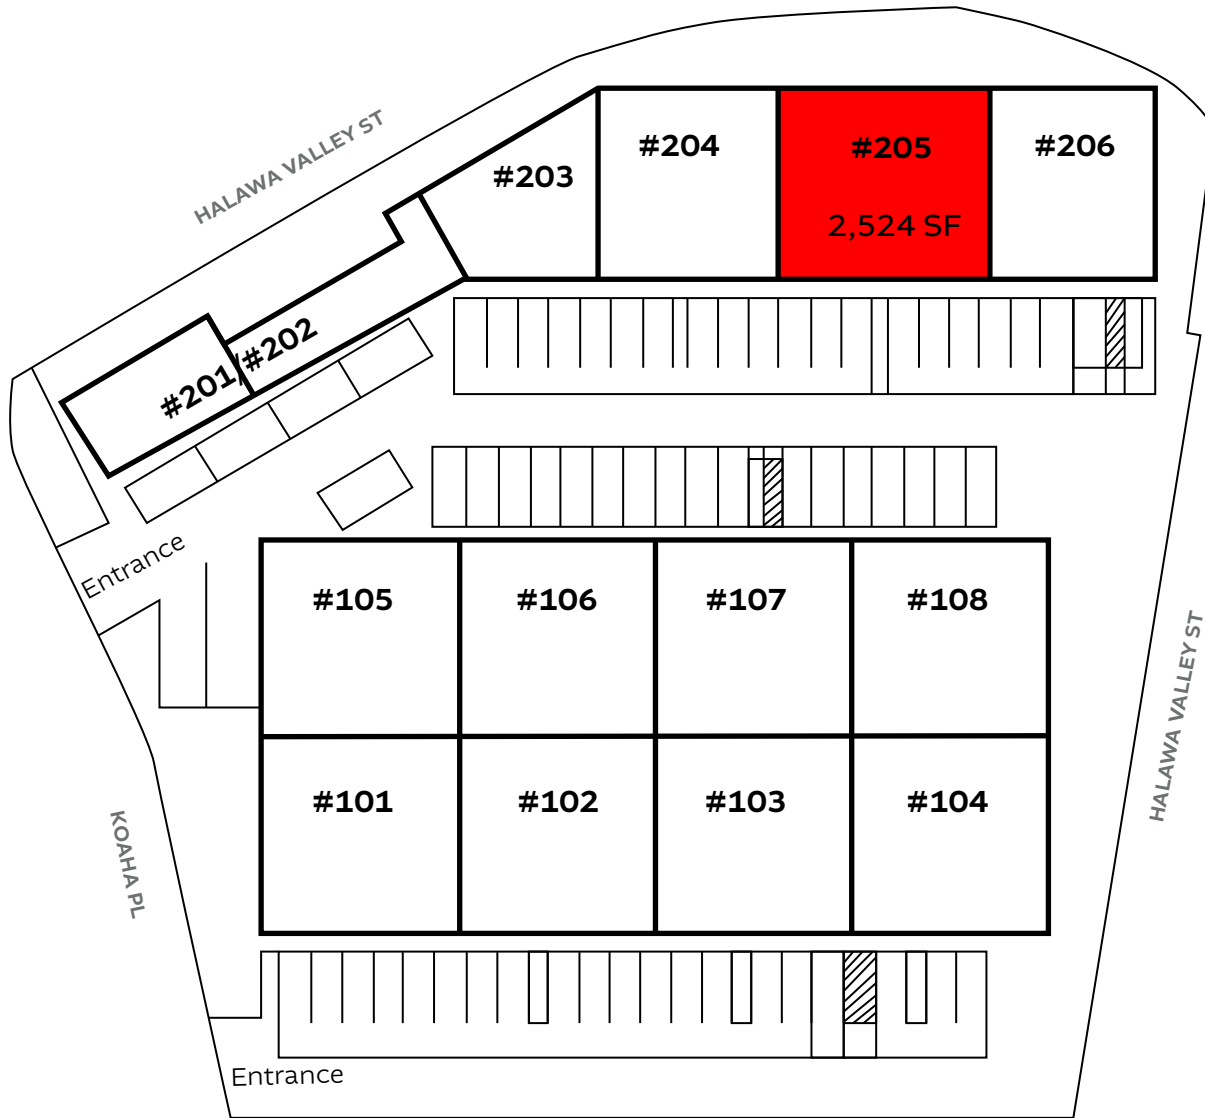 HALAWA VALLEY ST
#203
#204
#205
2,524 SF
#206
#201/#202
Entrance
#105
#106
#107
#108
#101
#102
#103
#104
HALAWA VALLEY ST
KOAHA PL
Entrance